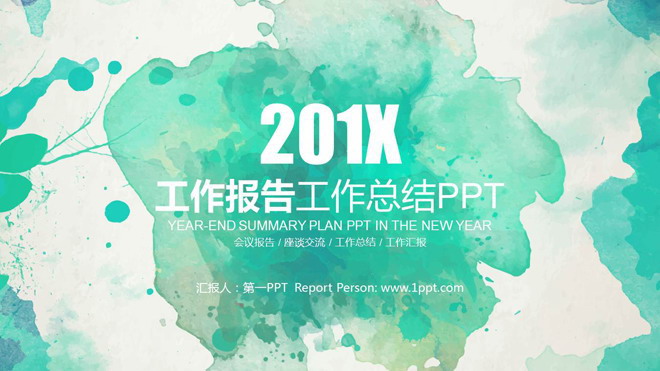 201X
工作报告工作总结PPT
YEAR-END SUMMARY PLAN PPT IN THE NEW YEAR
会议报告 / 座谈交流 / 工作总结 / 工作汇报
汇报人：第一PPT Report Person: www.1ppt.com